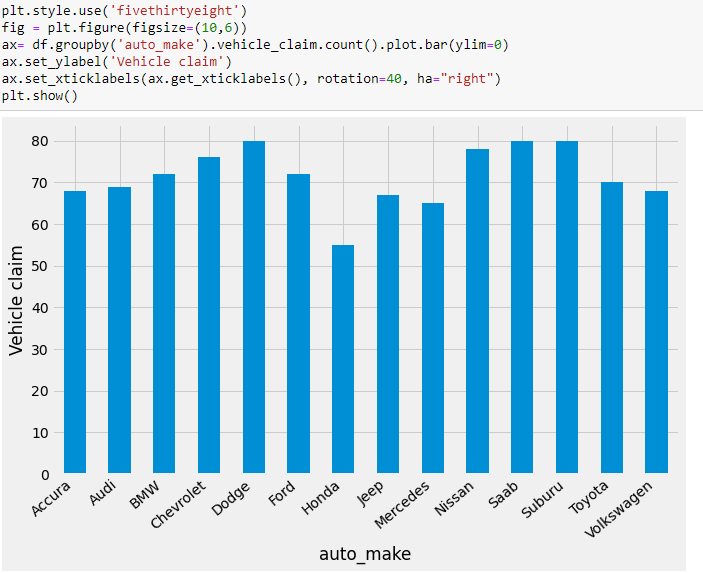 plt.style.use('fivethirtyeight')
fig = plt.figure(figsize=(10,6))
ax= df.groupby('auto_make').vehicle_claim.count().plot.bar(ylim=0)
ax.set_ylabel('Vehicle claim')
ax.set_xticklabels(ax.get_xticklabels(), rotation=40, ha="right")
plt.show()
80
70
60
50
40
30
20
10
0
Vehicle claim
Accura
Audi
BMW
Chevrolet
Dodge
Ford
Honda
Jeep
Mercedes
Nissan
Saab
Suburu
Toyota
Volkswagen
auto_make